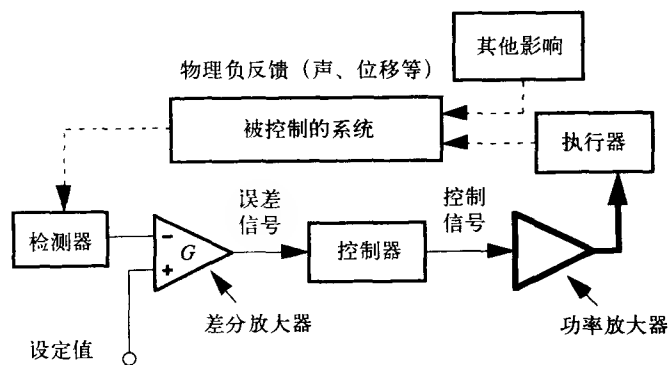 其他影响
物理负反馈（声、位移等）
被控制的系统
执行器
误差
信号
控制
信号
检测器
−
+
G
控制器
差分放大器
功率放大器
设定值